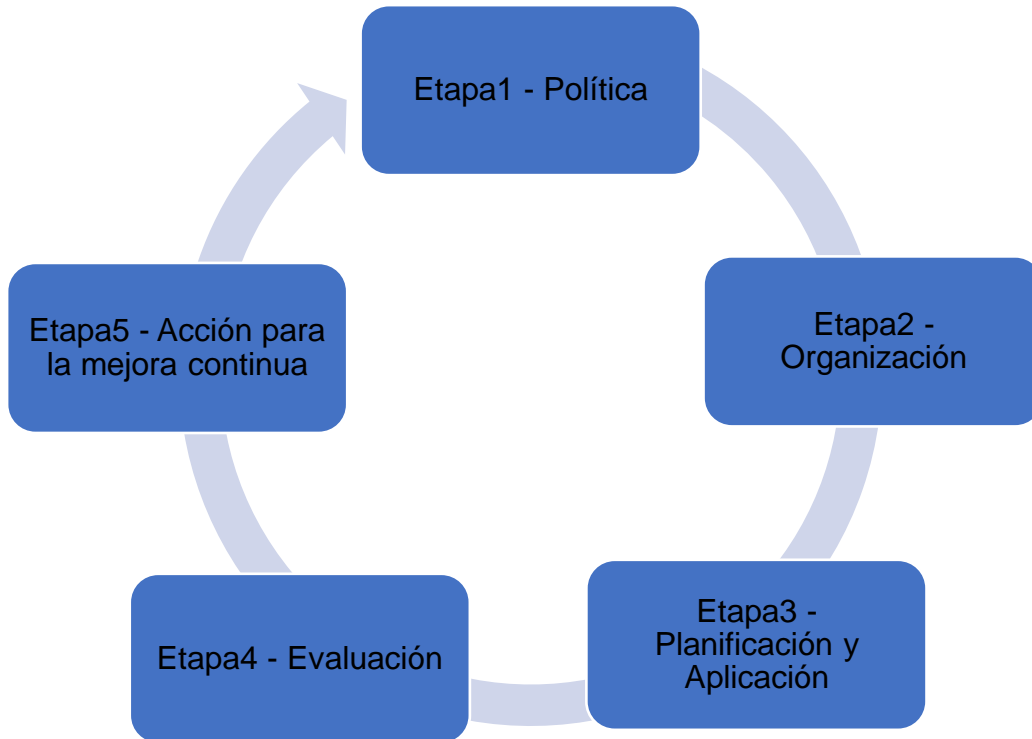 Etapa1 - Política
Etapa2 -
Organización
Etapa3 -
Planificación y
Aplicación
Etapa4 - Evaluación
Etapa5 - Acción para
la mejora continua